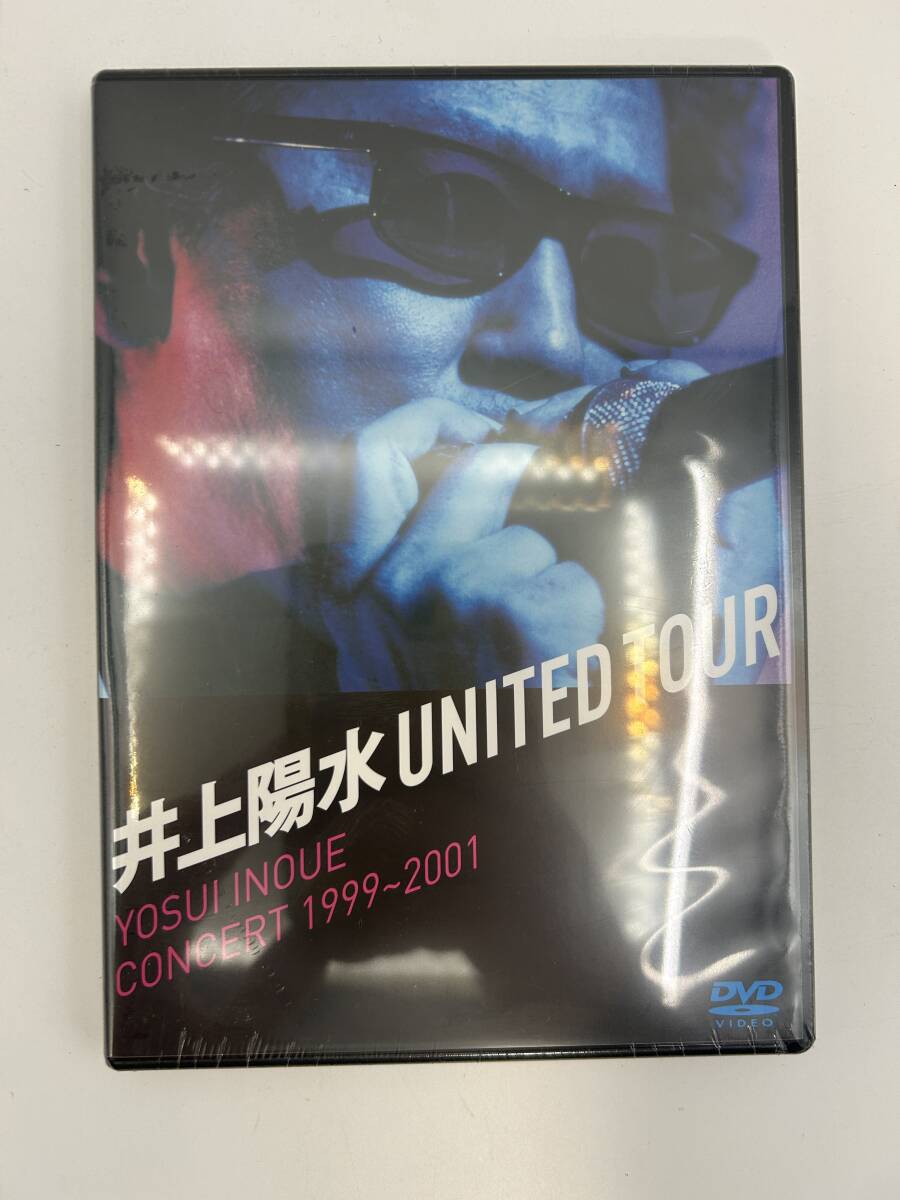 井上陽水 UNITED TOUR
YOSUI INOUE
CONCERT 1999~2001
DVD
VIDEO